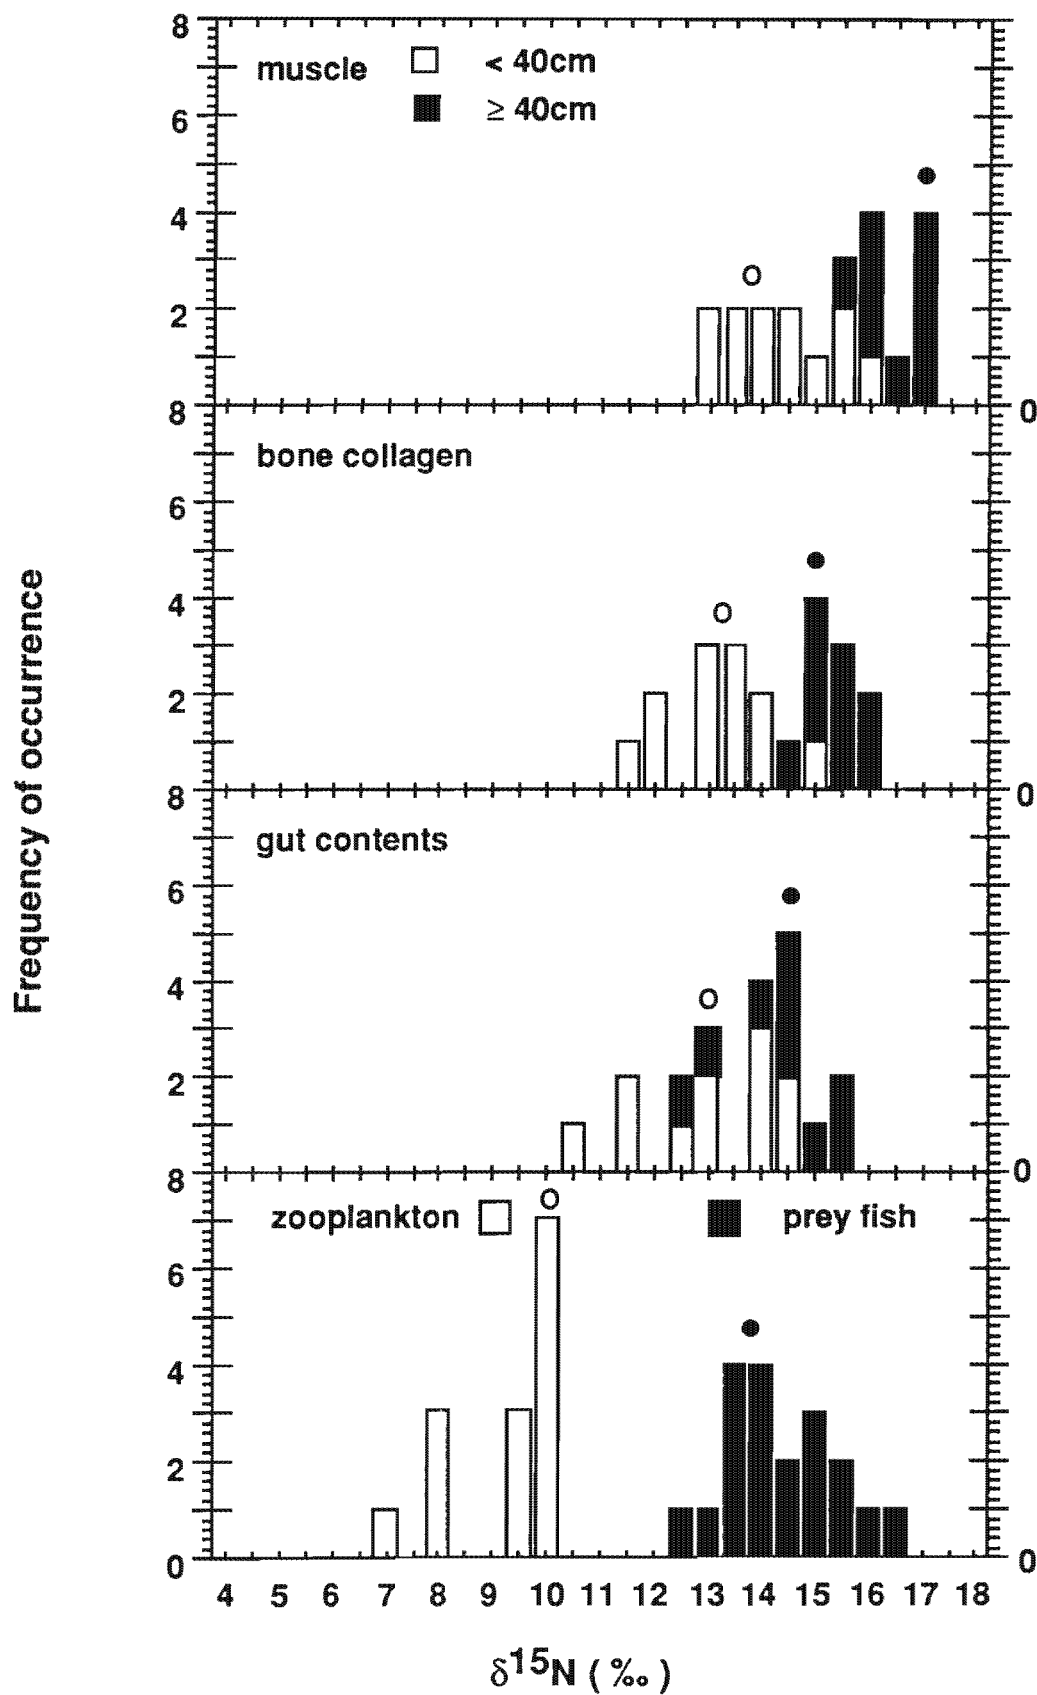 8
muscle < 40cm
6 ≥ 40cm
4
2
8 0
bone collagen
6
4
2
8 0
gut contents
6
4
2
8 0
zooplankton prey fish
6
4
2
0 0
4 5 6 7 8 9 10 11 12 13 14 15 16 17 18
δ15N ( ‰ )
Frequency of occurrence